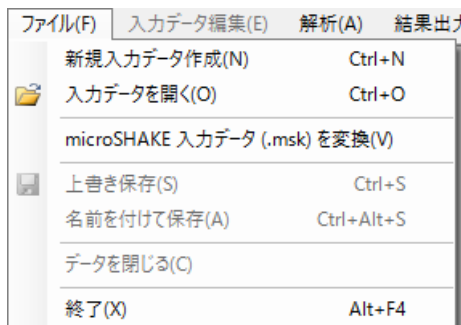 ファイル(F) 入力データ編集(E) 解析(A) 結果出
新規入力データ作成(N) Ctrl+N
入力データを開く(O) Ctrl+O
microSHAKE 入力データ (.msk) を変換(V)
上書き保存(S) Ctrl+S
名前を付けて保存(A) Ctrl+Alt+S
データを閉じる(C)
終了(X) Alt+F4